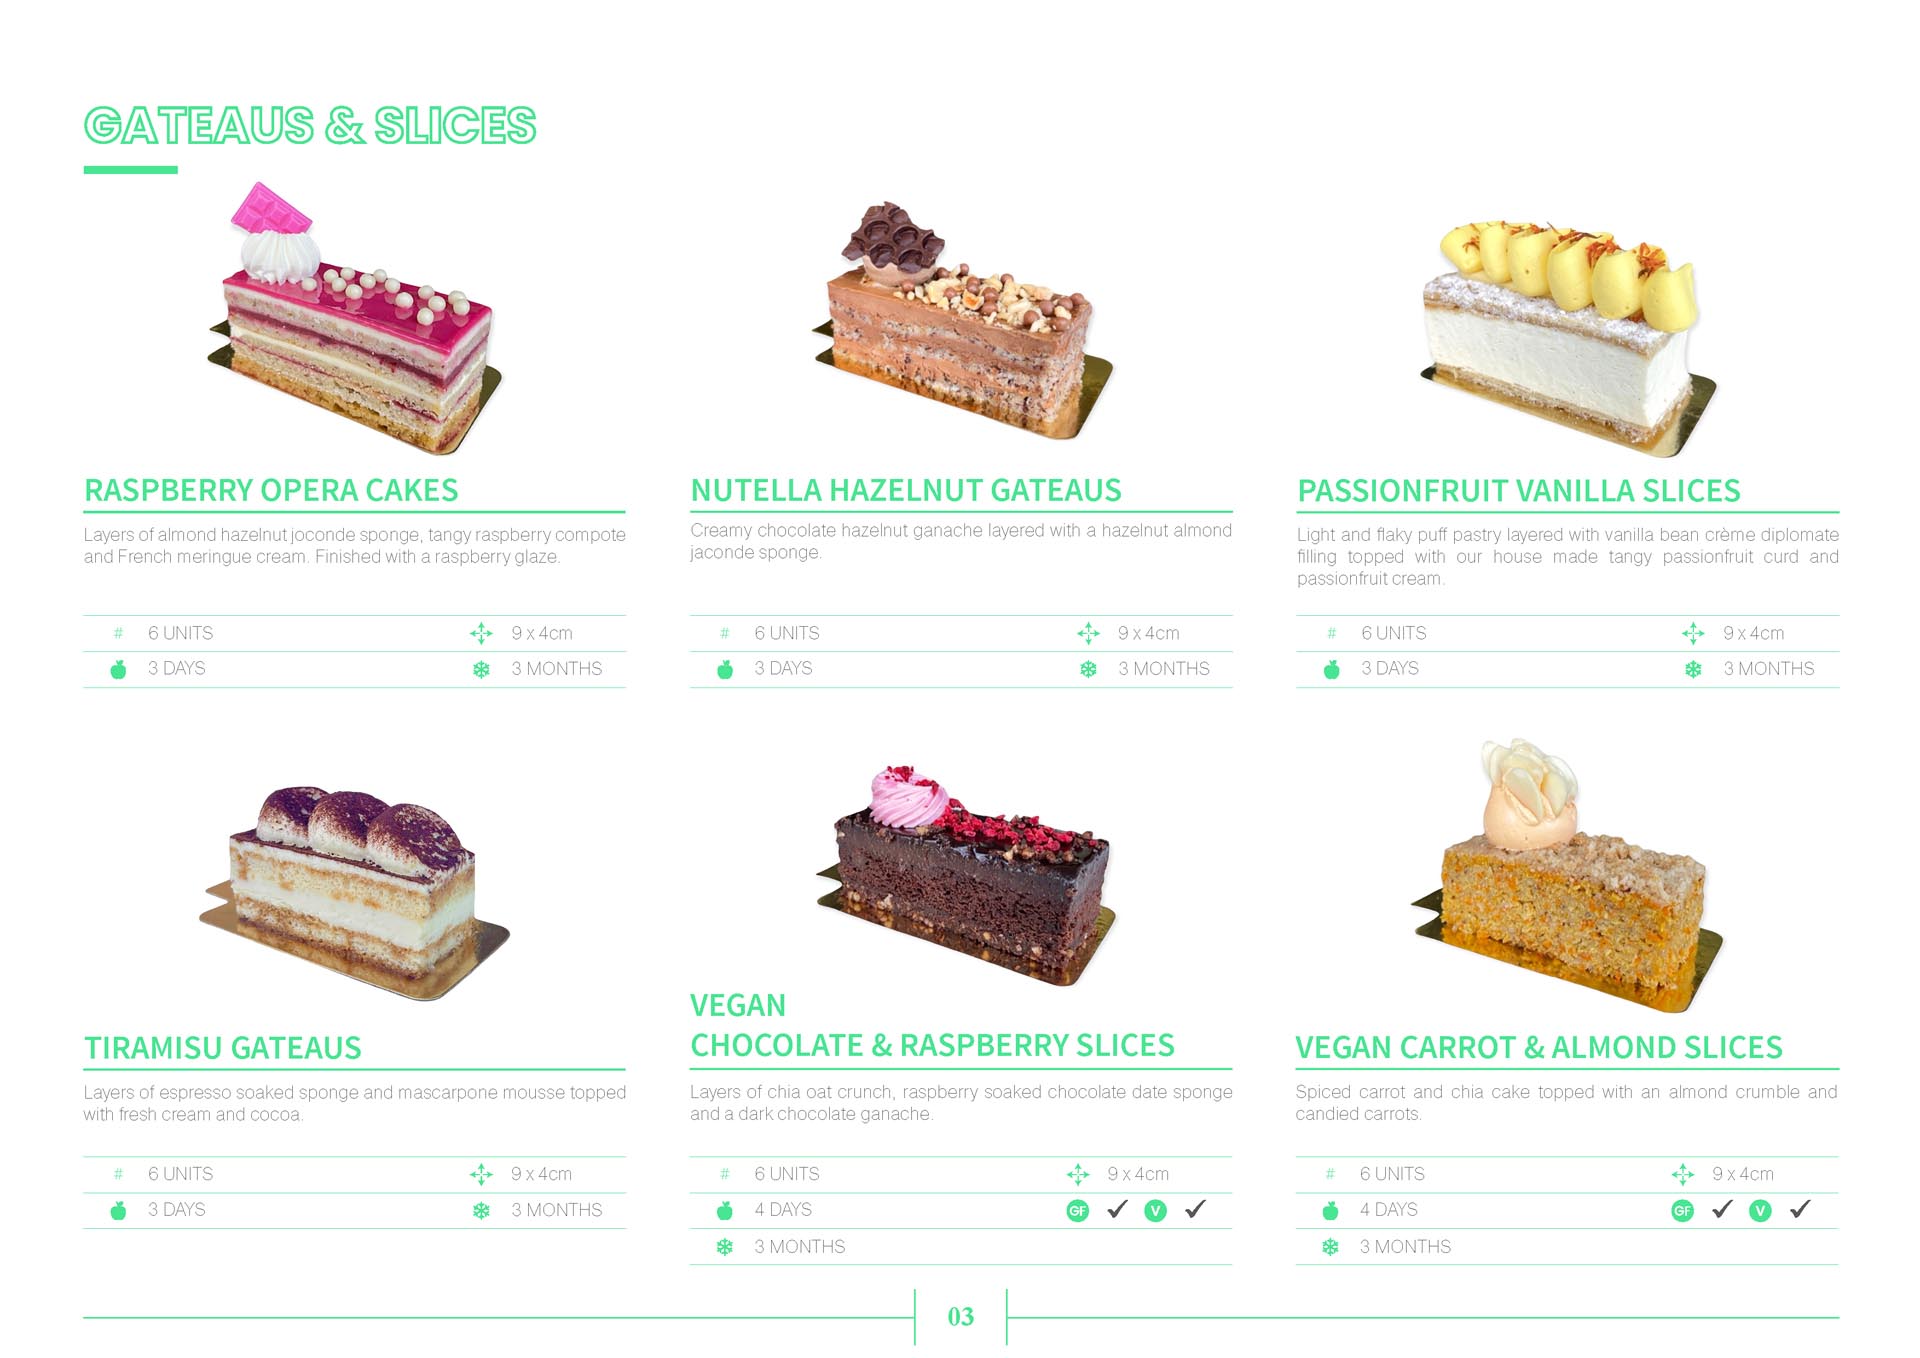 GATEAUS & SLICES
RASPBERRY OPERA CAKES
Layers of almond hazelnut joconde sponge, tangy raspberry compote
and French meringue cream. Finished with a raspberry glaze.
# 6 UNITS 9 x 4cm
3 DAYS 3 MONTHS
NUTELLA HAZELNUT GATEAUS
Creamy chocolate hazelnut ganache layered with a hazelnut almond
jaconde sponge.
# 6 UNITS 9 x 4cm
3 DAYS 3 MONTHS
PASSIONFRUIT VANILLA SLICES
Light and flaky puff pastry layered with vanilla bean crème diplomate
filling topped with our house made tangy passionfruit curd and
passionfruit cream.
# 6 UNITS 9 x 4cm
3 DAYS 3 MONTHS
TIRAMISU GATEAUS
Layers of espresso soaked sponge and mascarpone mousse topped
with fresh cream and cocoa.
# 6 UNITS 9 x 4cm
3 DAYS 3 MONTHS
VEGAN
CHOCOLATE & RASPBERRY SLICES
Layers of chia oat crunch, raspberry soaked chocolate date sponge
and a dark chocolate ganache.
# 6 UNITS 9 x 4cm
4 DAYS GF ✓ V ✓
3 MONTHS
VEGAN CARROT & ALMOND SLICES
Spiced carrot and chia cake topped with an almond crumble and
candied carrots.
# 6 UNITS 9 x 4cm
4 DAYS GF ✓ V ✓
3 MONTHS
03